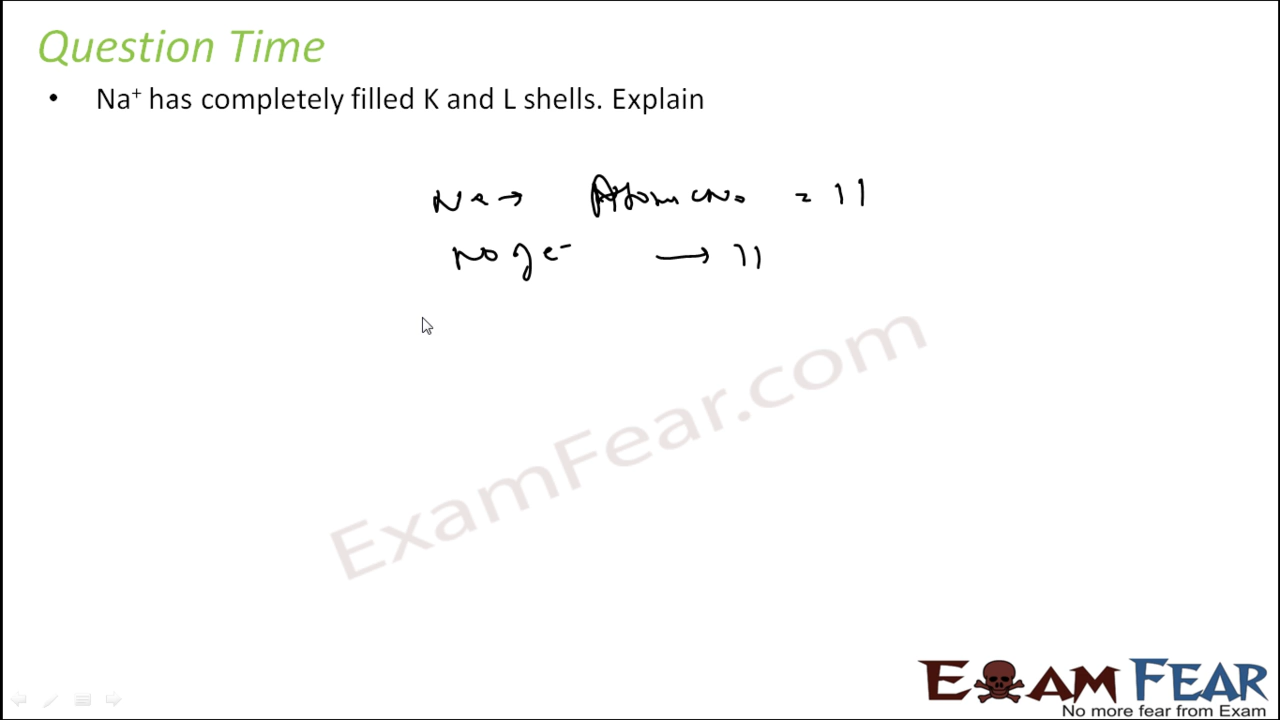 Question Time
• Na⁺ has completely filled K and L shells. Explain
Na → Atomic No = 11
No of e⁻ → 11
ExamFear.com
EXAM FEAR
No more fear from Exam